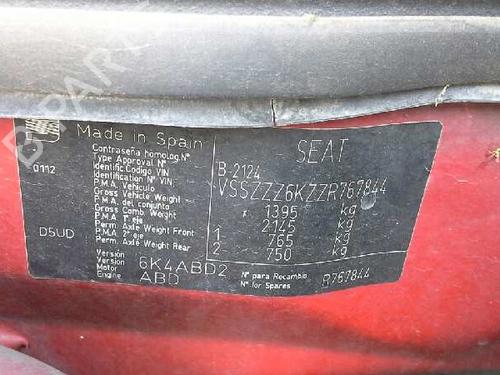 Made in Spain
SEAT
Contraseña homolog.Nº
Type Approval Nº B-2124
Identific.Codigo VIN
Identification Nº VIN: VSSZZZ6KZZR767844
0112
P.M.A. Vehiculo
Gross Vehicle Weight 1395 kg
P.M.A. del conjunto
Gross Comb. Weight 2145 kg
P.M.A. 1º eje
Perm. Axle Weight Front 1 765 kg
D5UD
P.M.A. 2º eje
Perm. Axle Weight Rear 2 750 kg
Versión
Version 6K4ABD2
Motor
Engine ABD
Nº para Recambio
Nº for Spares R767844
B-PARTS